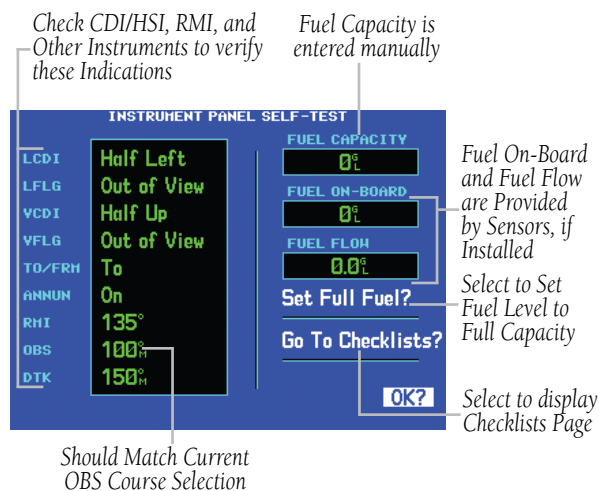 Check CDI/HSI, RMI, and
Other Instruments to verify
these Indications
Fuel Capacity is
entered manually
INSTRUMENT PANEL SELF-TEST
LCDI Half Left
LFLG Out of View
VCDI Half Up
VFLG Out of View
TO/FRM To
ANNUN On
RMI 135°
OBS 100°M
DTK 150°M
FUEL CAPACITY
0GL
FUEL ON-BOARD
0GL
FUEL FLOW
0.0GL
Set Full Fuel?
Go To Checklists?
OK?
Fuel On-Board
and Fuel Flow
are Provided
by Sensors, if
Installed
Select to Set
Fuel Level to
Full Capacity
Select to display
Checklists Page
Should Match Current
OBS Course Selection